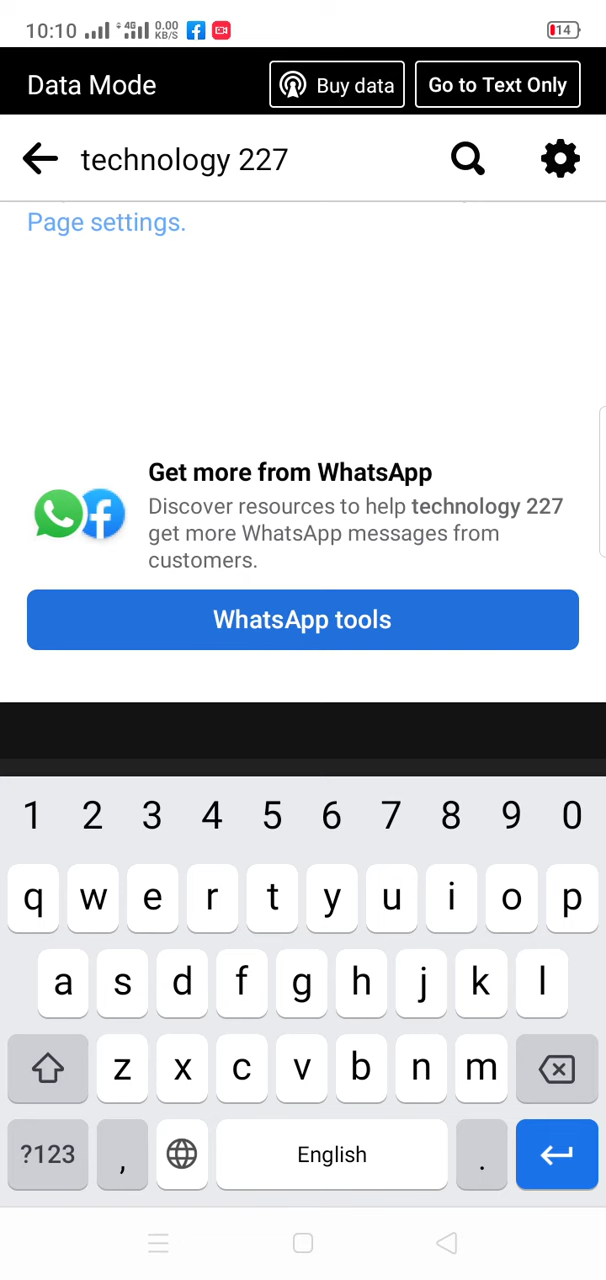 10:10 4G 0.00 KB/S 14
Data Mode Buy data Go to Text Only
technology 227
Page settings.
Get more from WhatsApp
Discover resources to help technology 227
get more WhatsApp messages from
customers.
WhatsApp tools
1 2 3 4 5 6 7 8 9 0
q w e r t y u i o p
a s d f g h j k l
z x c v b n m
?123 , English .